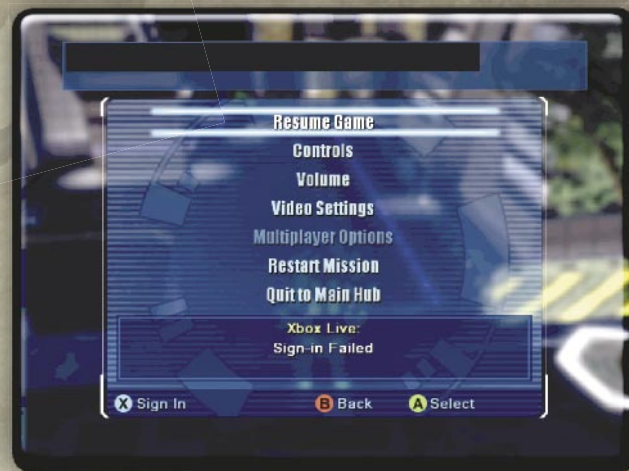 Resume Game
Controls
Volume
Video Settings
Multiplayer Options
Restart Mission
Quit to Main Hub
Xbox Live:
Sign-in Failed
X Sign In B Back A Select